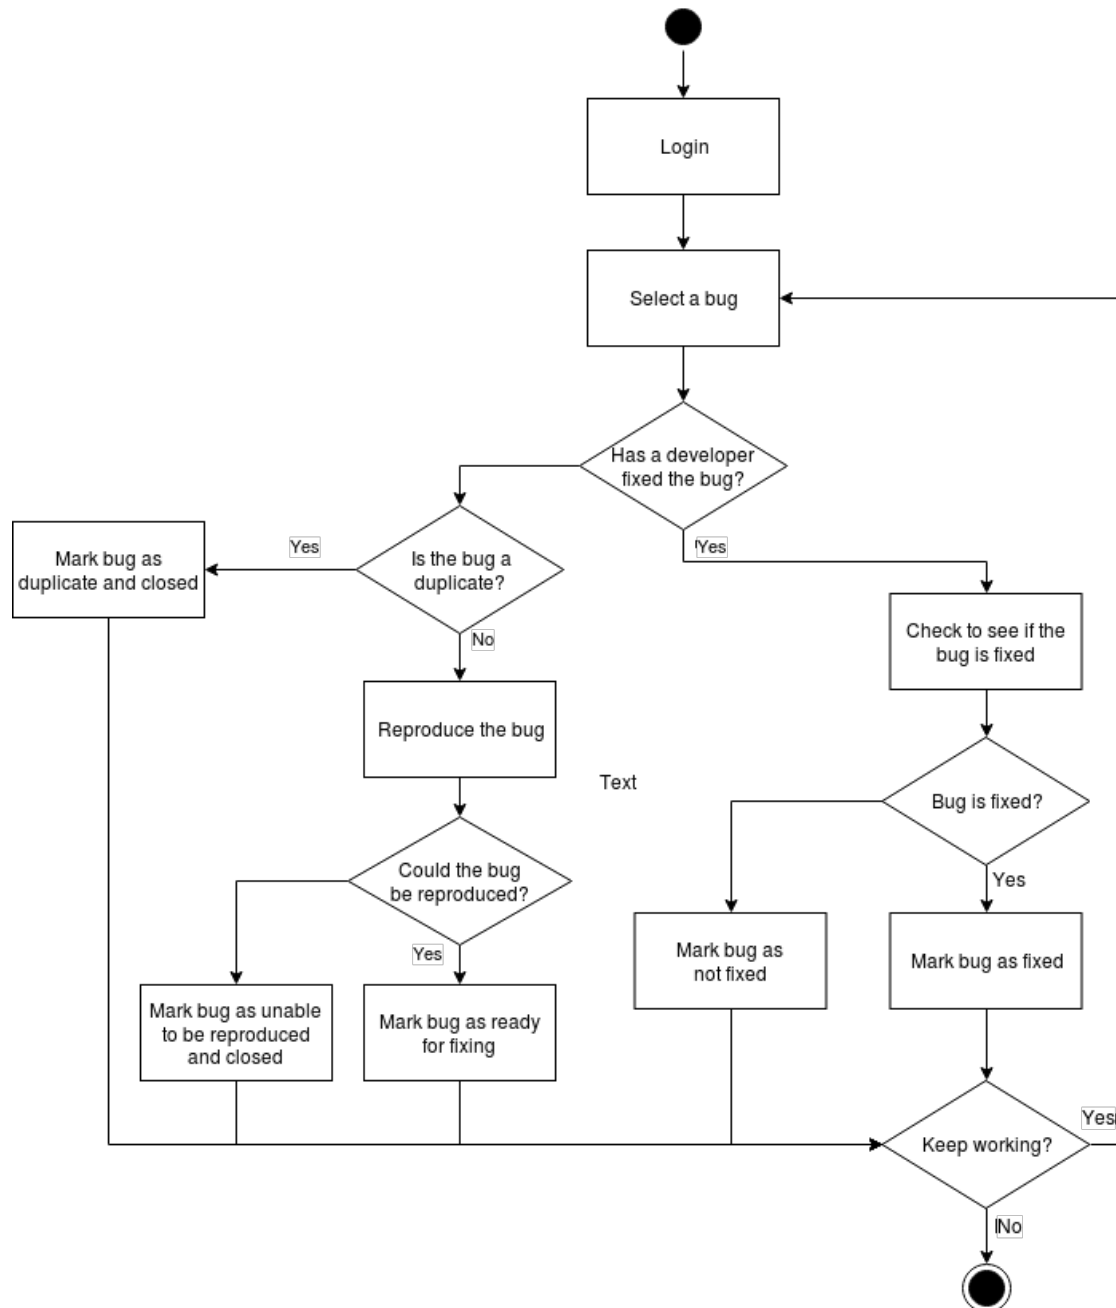 Login
Select a bug
Has a developer
fixed the bug?
Yes
Yes
Mark bug as
duplicate and closed
Is the bug a
duplicate?
No
Check to see if the
bug is fixed
Reproduce the bug
Text
Bug is fixed?
Could the bug
be reproduced?
Yes
Yes
Mark bug as
not fixed
Mark bug as fixed
Mark bug as unable
to be reproduced
and closed
Mark bug as ready
for fixing
Keep working?
Yes
No